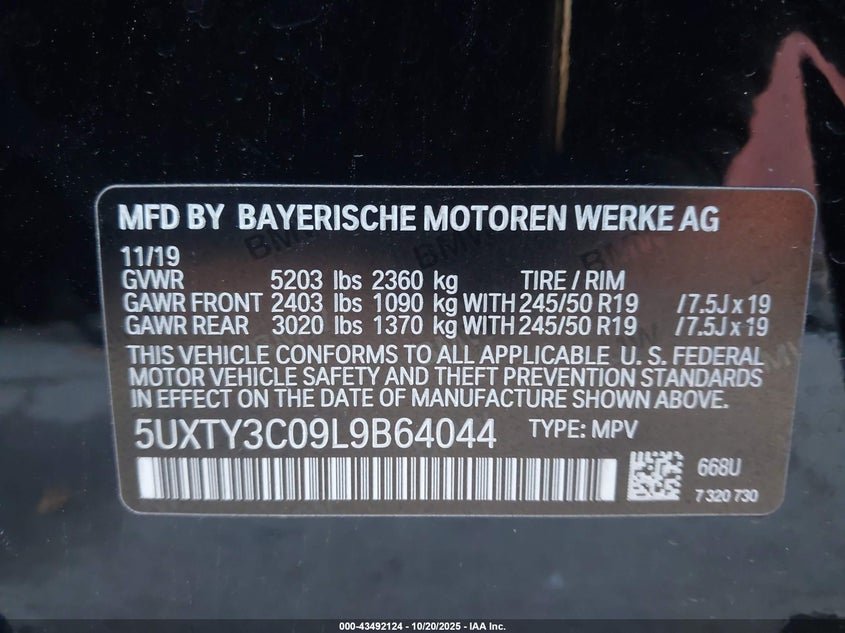 MFD BY BAYERISCHE MOTOREN WERKE AG
11/19
GVWR 5203 lbs 2360 kg TIRE / RIM
GAWR FRONT 2403 lbs 1090 kg WITH 245/50 R19 /7.5J x 19
GAWR REAR 3020 lbs 1370 kg WITH 245/50 R19 /7.5J x 19
THIS VEHICLE CONFORMS TO ALL APPLICABLE U. S. FEDERAL
MOTOR VEHICLE SAFETY AND THEFT PREVENTION STANDARDS
IN EFFECT ON THE DATE OF MANUFACTURE SHOWN ABOVE.
5UXTY3C09L9B64044 TYPE: MPV
668U
7 320 730
000-43492124 - 10/20/2025 - IAA Inc.